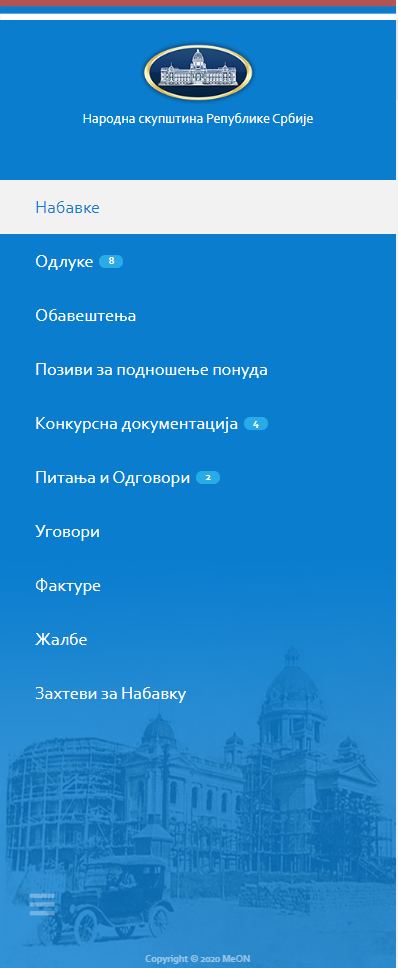 Народна скупштина Републике Србије
Набавке
Одлуке 8
Обавештења
Позиви за подношење понуда
Конкурсна документација 4
Питања и Одговори 2
Уговори
Фактуре
Жалбе
Захтеви за Набавку
Copyright © 2020 MeON